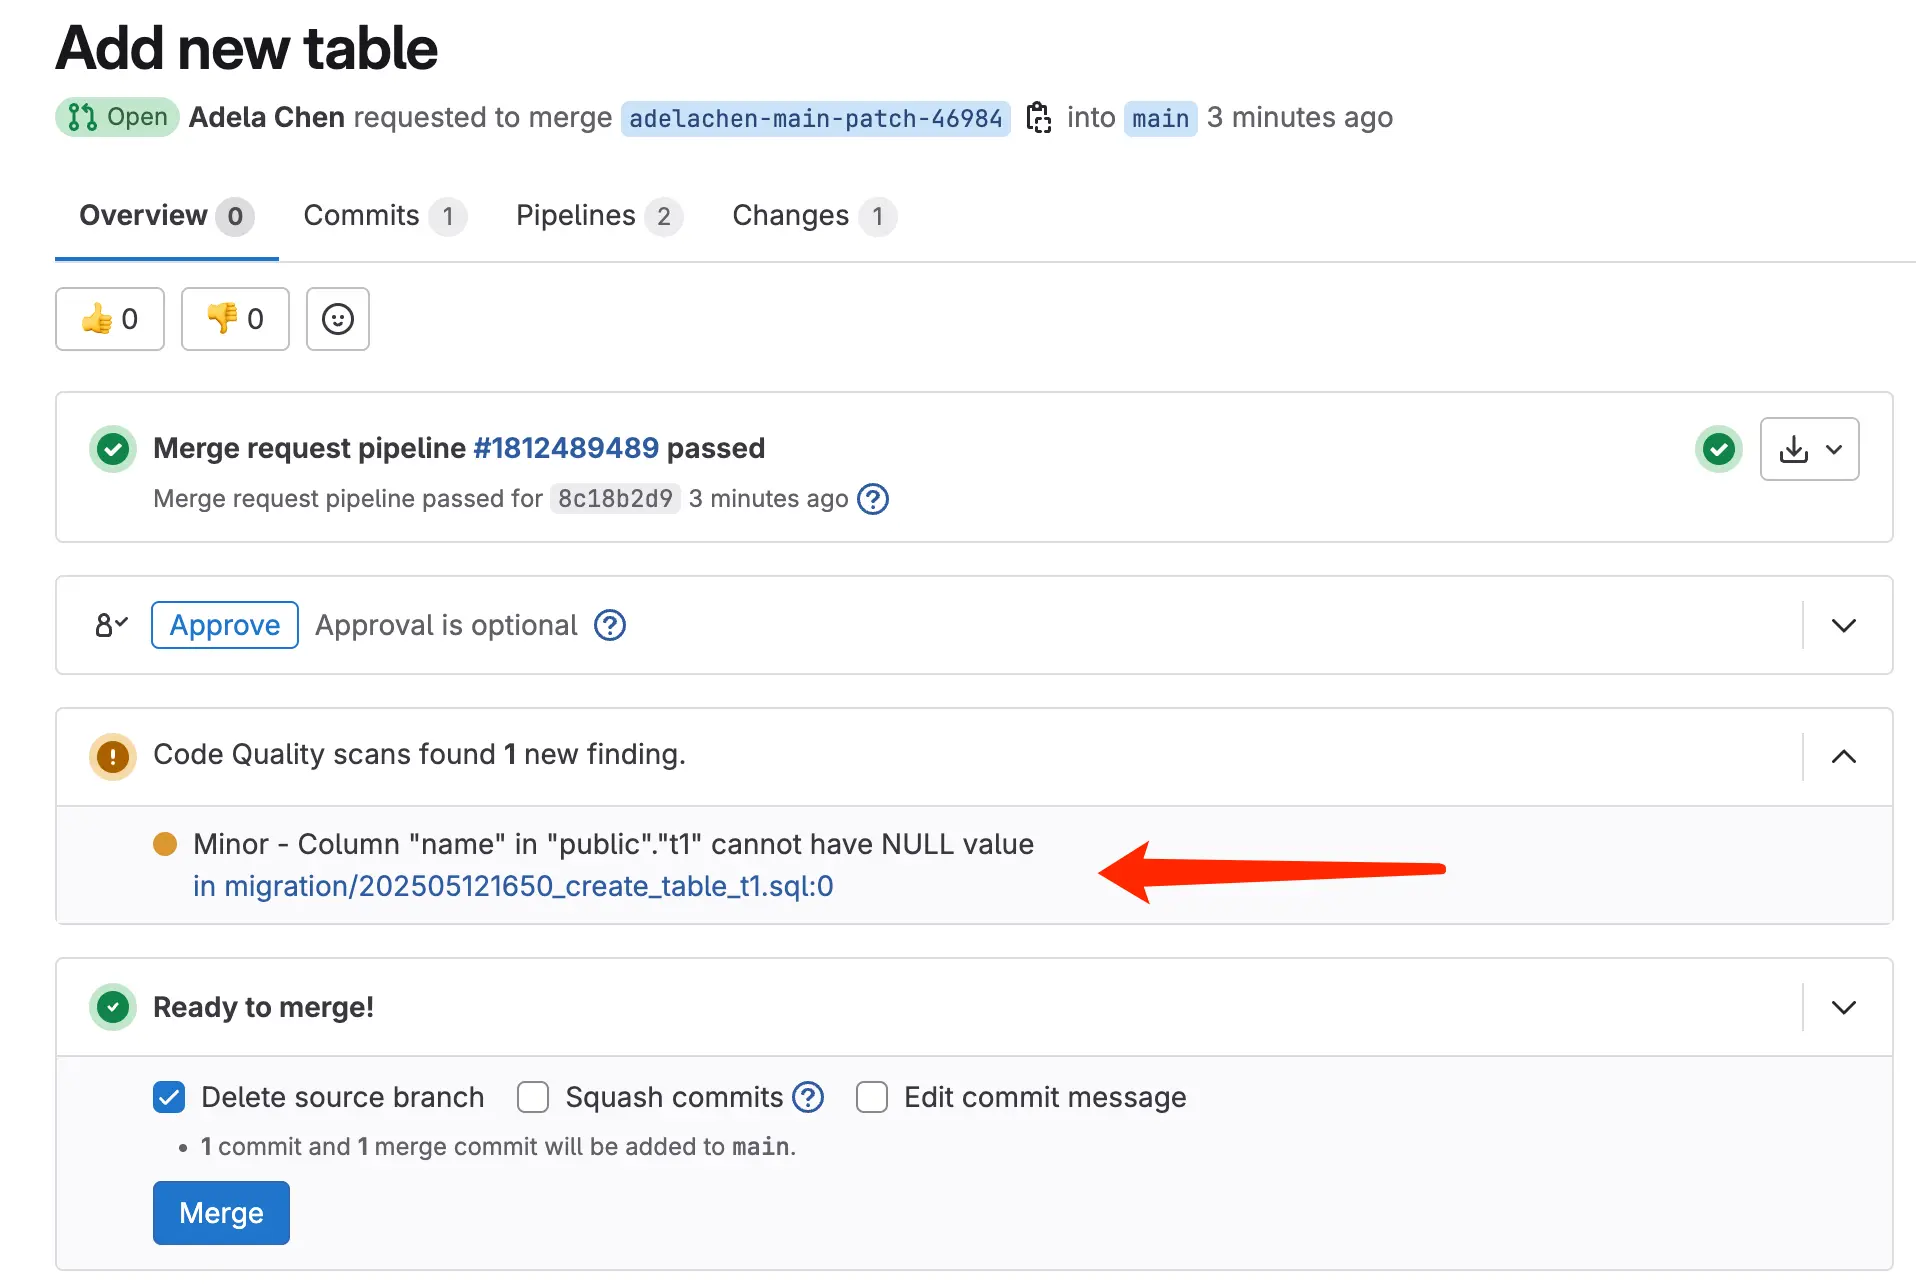 Add new table
Open Adela Chen requested to merge adelachen-main-patch-46984 into main 3 minutes ago
Overview 0 Commits 1 Pipelines 2 Changes 1
👍 0 👎 0
Merge request pipeline #1812489489 passed
Merge request pipeline passed for 8c18b2d9 3 minutes ago ?
Approve Approval is optional ?
Code Quality scans found 1 new finding.
Minor - Column "name" in "public"."t1" cannot have NULL value
in migration/202505121650_create_table_t1.sql:0
Ready to merge!
Delete source branch Squash commits ? Edit commit message
• 1 commit and 1 merge commit will be added to main.
Merge